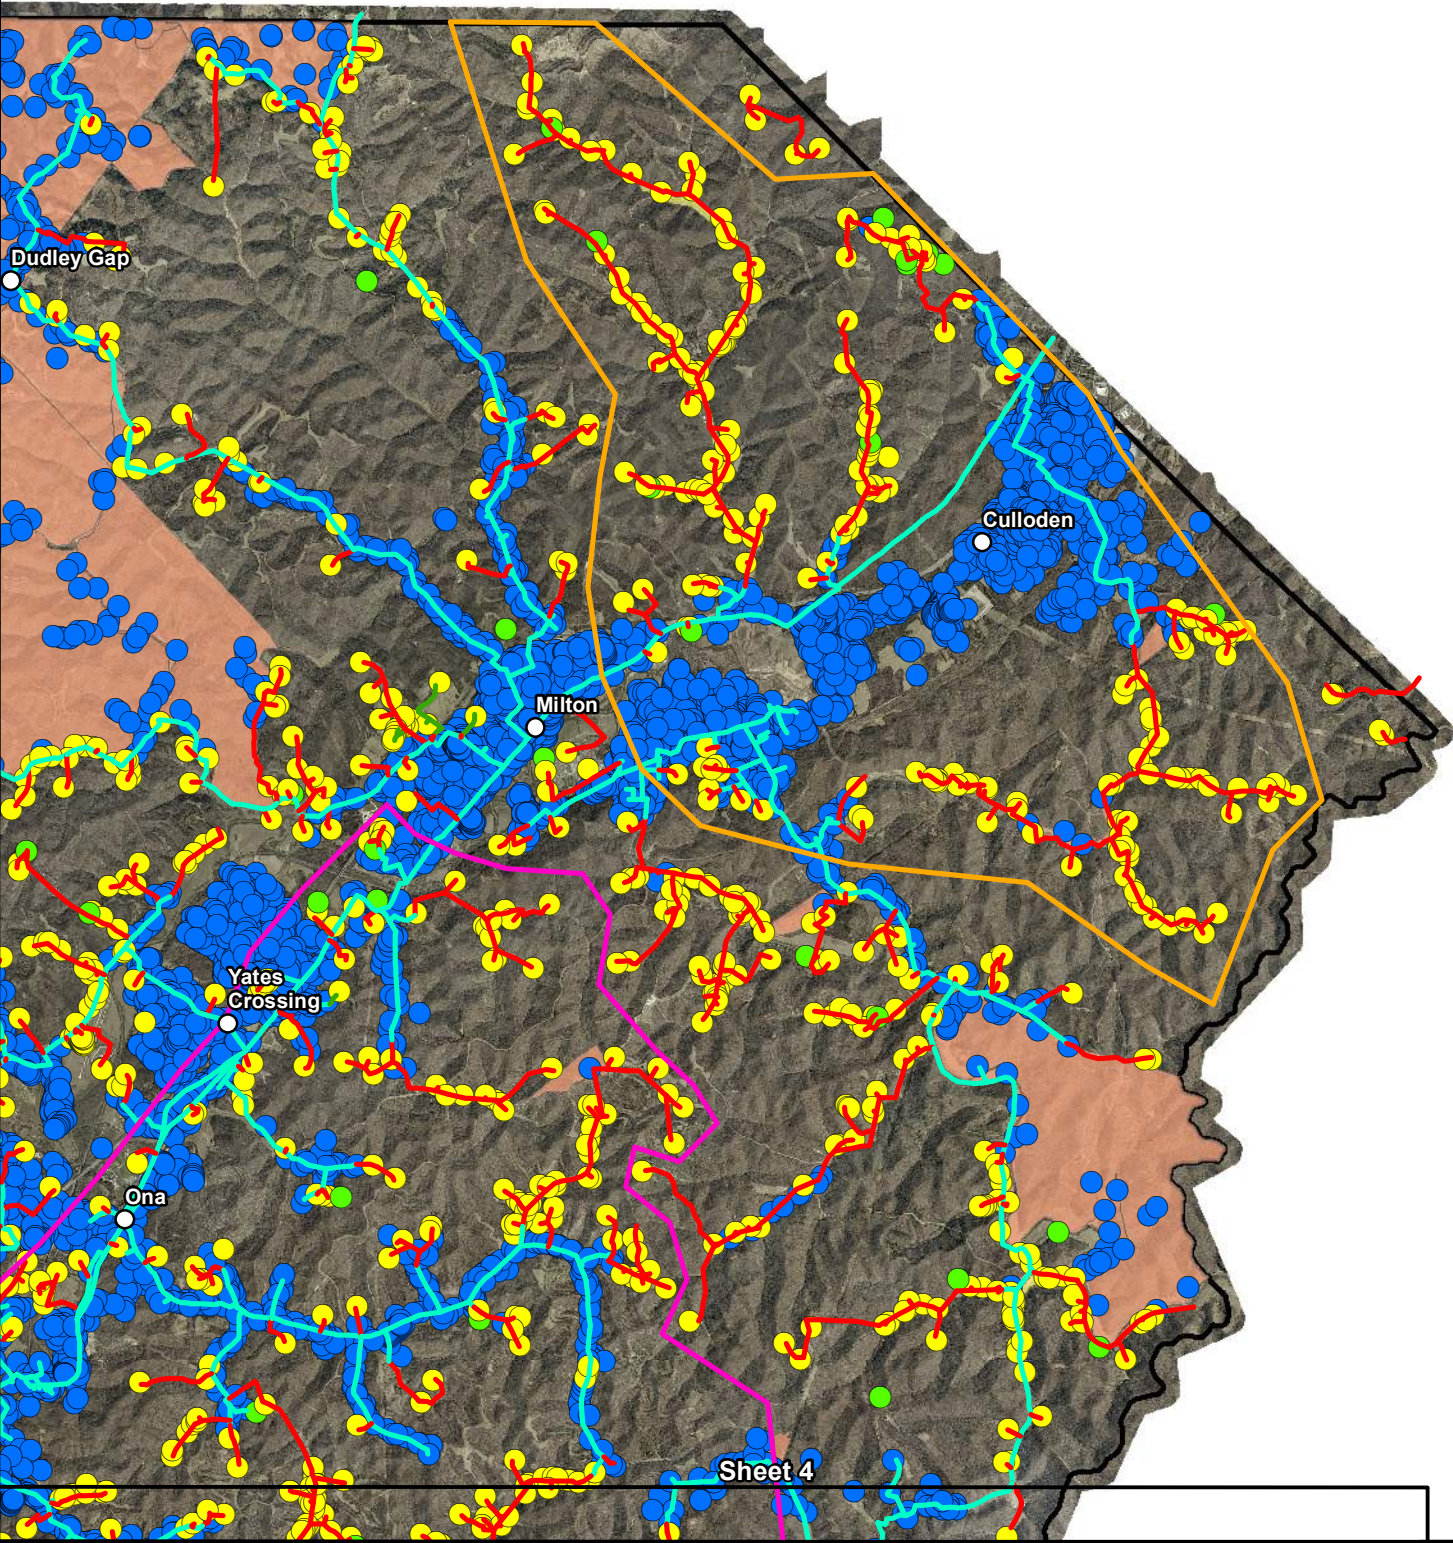 Dudley Gap
Culloden
Milton
Yates
Crossing
Ona
Sheet 4